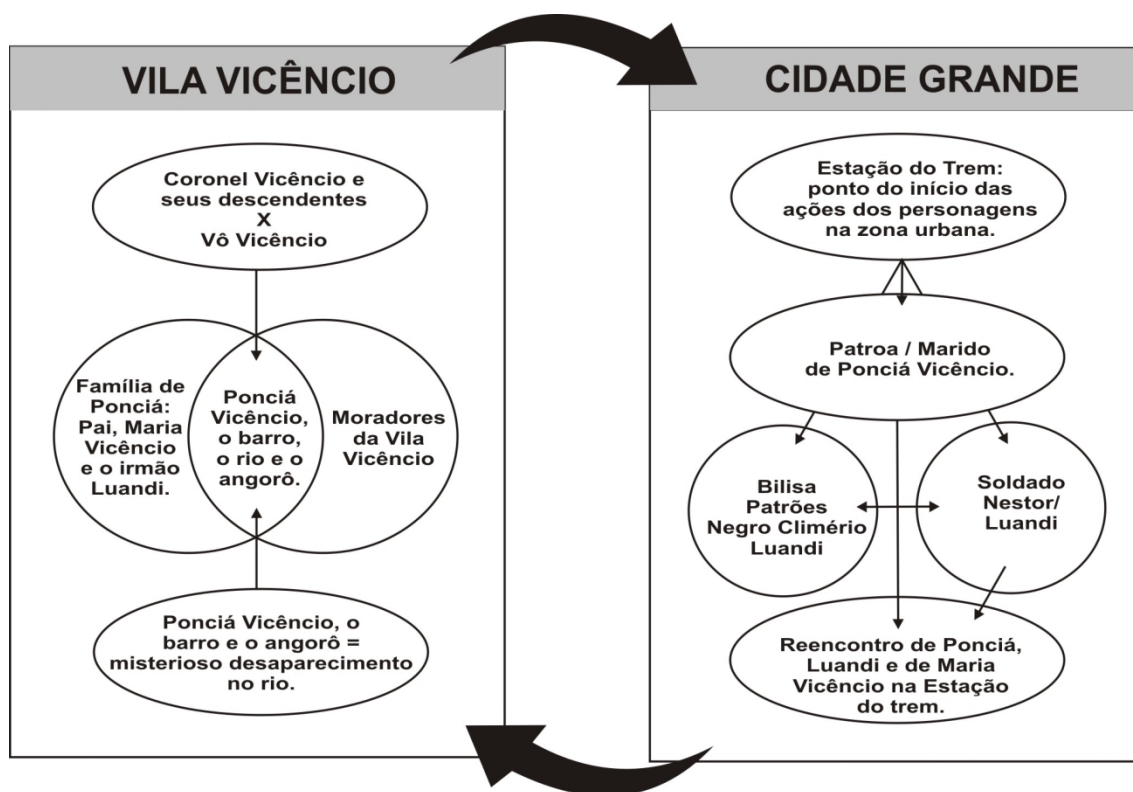 VILA VICÊNCIO
Coronel Vicêncio e
seus descendentes
X
Vô Vicêncio
Família de
Ponciá:
Pai, Maria
Vicêncio
e o irmão
Luandi.
Ponciá
Vicêncio,
o barro,
o rio e o
angorô.
Moradores
da Vila
Vicêncio
Ponciá Vicêncio, o
barro e o angorô =
misterioso desaparecimento
no rio.
CIDADE GRANDE
Estação do Trem:
ponto do início das
ações dos personagens
na zona urbana.
Patroa / Marido
de Ponciá Vicêncio.
Bilisa
Patrões
Negro Climério
Luandi
Soldado
Nestor/
Luandi
Reencontro de Ponciá,
Luandi e de Maria
Vicêncio na Estação
do trem.